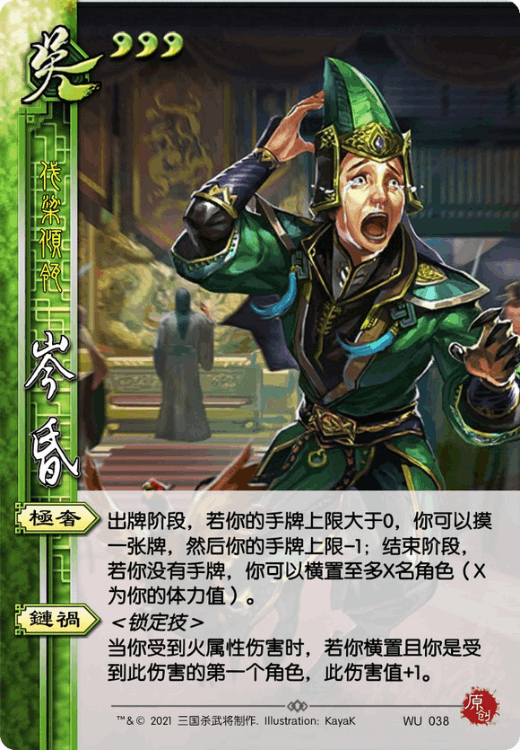 吴
伐梁傾瓴
岑昏
極奢
出牌阶段，若你的手牌上限大于0，你可以摸
一张牌，然后你的手牌上限-1；结束阶段，
若你没有手牌，你可以横置至多X名角色（X
为你的体力值）。
鏈禍
<锁定技>
当你受到火属性伤害时，若你横置且你是受
到此伤害的第一个角色，此伤害值+1。
™&© 2021 三国杀武将制作. Illustration: KayaK
WU 038
原创